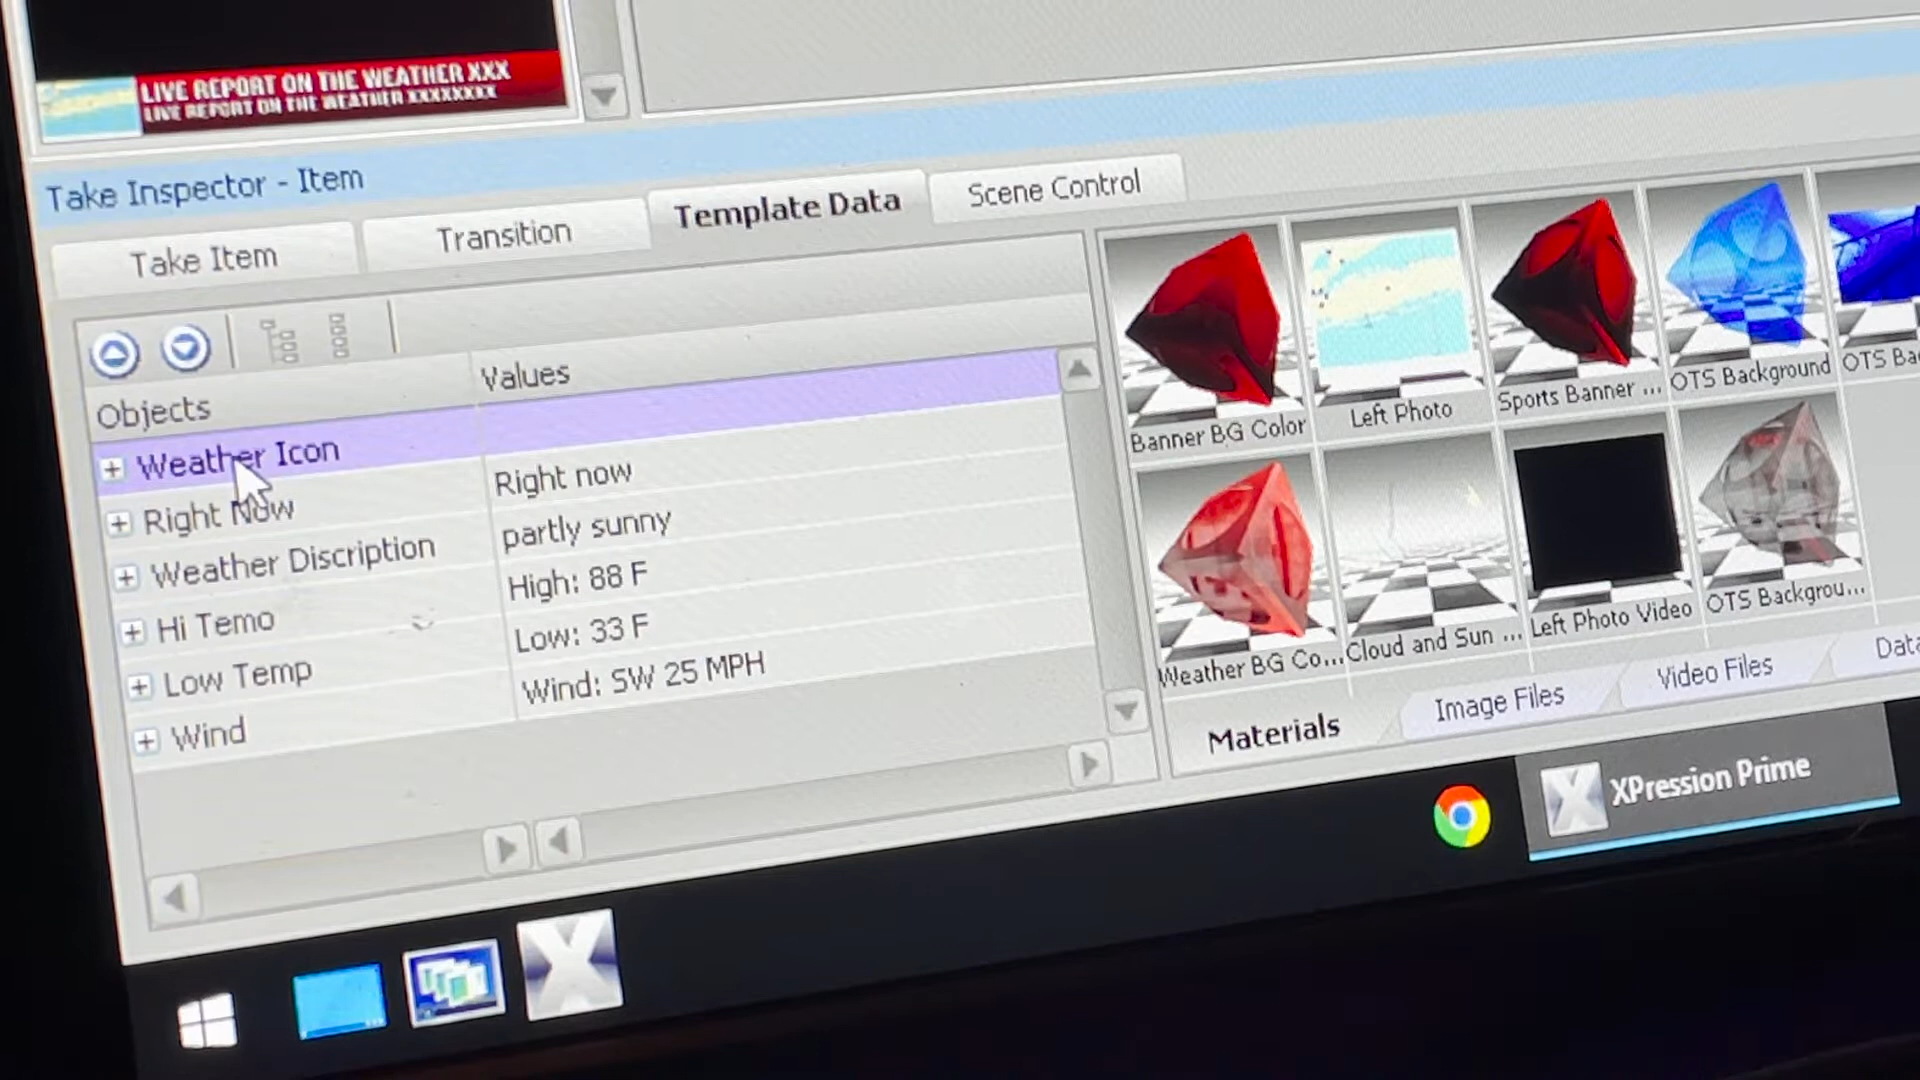 LIVE REPORT ON THE WEATHER XXX
LIVE REPORT ON THE WEATHER XXXXXXXX
Take Inspector - Item
Take Item
Transition
Template Data
Scene Control
Objects
Values
Weather Icon
Right Now
Right now
Weather Discription
partly sunny
Hi Temo
High: 88 F
Low Temp
Low: 33 F
Wind
Wind: SW 25 MPH
Banner BG Color
Left Photo
Sports Banner ...
OTS Background
OTS Ba
Weather BG Co...
Cloud and Sun ...
Left Photo Video
OTS Backgrou...
Materials
Image Files
Video Files
Data
XPression Prime